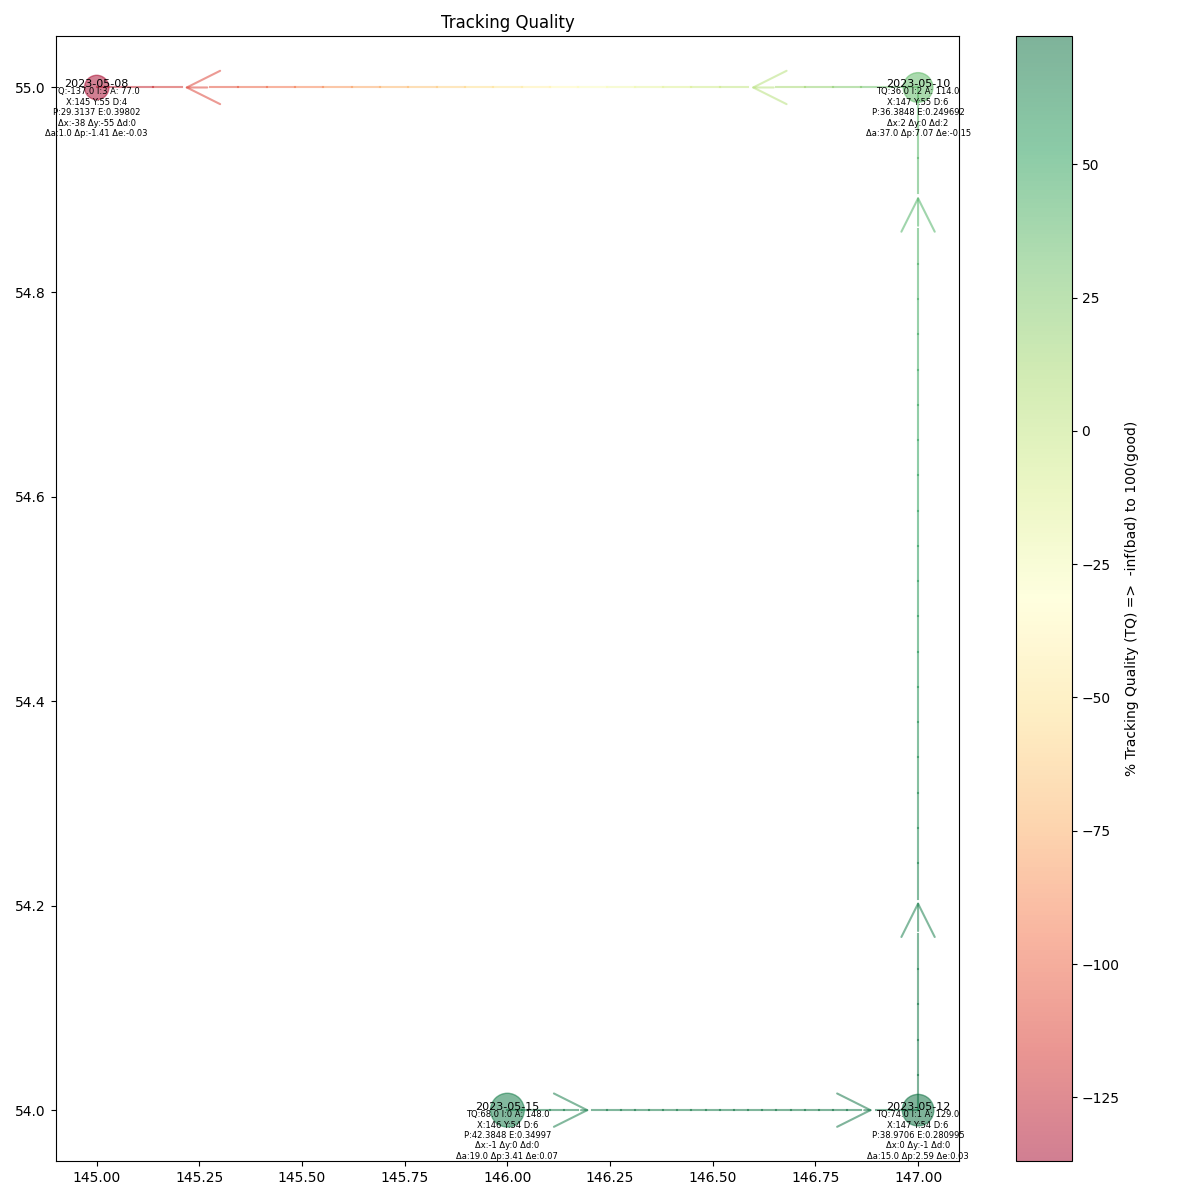 Tracking Quality
2023-05-08
TQ:-137.0 I:3 A: 77.0
X:145 Y:55 D:4
P:29.3137 E:0.39802
Δx:-38 Δy:-55 Δd:0
Δa:1.0 Δp:-1.41 Δe:-0.03
2023-05-10
TQ:36.0 I:2 A: 114.0
X:147 Y:55 D:6
P:36.3848 E:0.249692
Δx:2 Δy:0 Δd:2
Δa:37.0 Δp:7.07 Δe:-0.15
2023-05-15
TQ:68.0 I:0 A: 148.0
X:146 Y:54 D:6
P:42.3848 E:0.34997
Δx:-1 Δy:0 Δd:0
Δa:19.0 Δp:3.41 Δe:0.07
2023-05-12
TQ:74.0 I:1 A: 129.0
X:147 Y:54 D:6
P:38.9706 E:0.280995
Δx:0 Δy:-1 Δd:0
Δa:15.0 Δp:2.59 Δe:0.03
55.0
54.8
54.6
54.4
54.2
54.0
145.00
145.25
145.50
145.75
146.00
146.25
146.50
146.75
147.00
50
25
0
−25
−50
−75
−100
−125
% Tracking Quality (TQ) => -inf(bad) to 100(good)